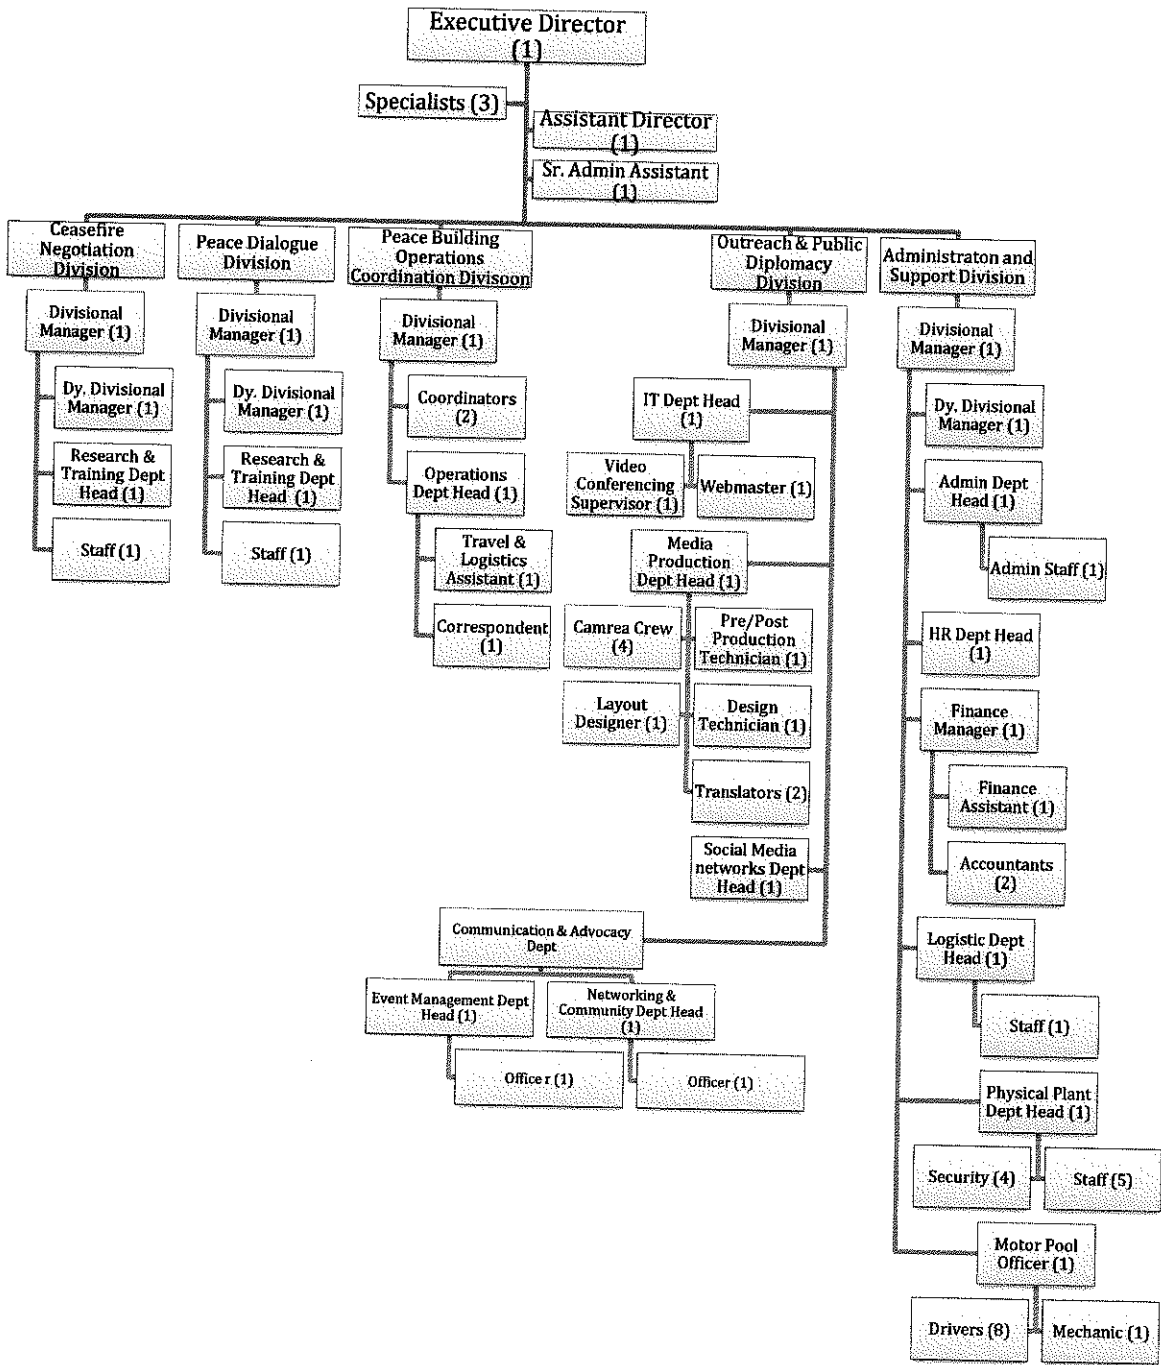 Executive Director
(1)
Specialists (3)
Assistant Director
(1)
Sr. Admin Assistant
(1)
Ceasefire
Negotiation
Division
Peace Dialogue
Division
Peace Building
Operations
Coordination Divisoon
Outreach & Public
Diplomacy
Division
Administraton and
Support Division
Divisional
Manager (1)
Divisional
Manager (1)
Divisional
Manager (1)
Divisional
Manager (1)
Divisional
Manager (1)
Dy. Divisional
Manager (1)
Research &
Training Dept
Head (1)
Staff (1)
Dy. Divisional
Manager (1)
Research &
Training Dept
Head (1)
Staff (1)
Coordinators
(2)
Operations
Dept Head (1)
Travel &
Logistics
Assistant (1)
Correspondent
(1)
IT Dept Head
(1)
Video
Conferencing
Supervisor (1)
Webmaster (1)
Media
Production
Dept Head (1)
Camrea Crew
(4)
Pre/Post
Production
Technician (1)
Layout
Designer (1)
Design
Technician (1)
Translators (2)
Social Media
networks Dept
Head (1)
Communication & Advocacy
Dept
Event Management Dept
Head (1)
Networking &
Community Dept Head
(1)
Office r (1)
Officer (1)
Dy. Divisional
Manager (1)
Admin Dept
Head (1)
Admin Staff (1)
HR Dept Head
(1)
Finance
Manager (1)
Finance
Assistant (1)
Accountants
(2)
Logistic Dept
Head (1)
Staff (1)
Physical Plant
Dept Head (1)
Security (4)
Staff (5)
Motor Pool
Officer (1)
Drivers (8)
Mechanic (1)